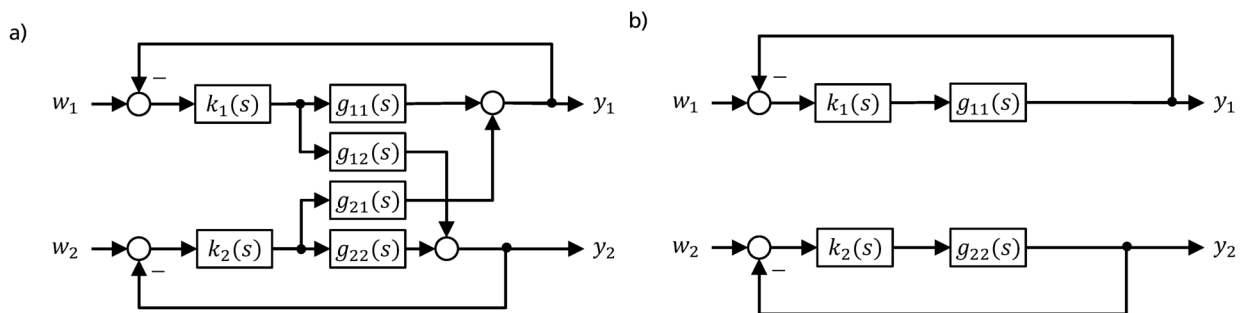 a)
w₁ − k₁(s) g₁₁(s) y₁
g₁₂(s)
g₂₁(s)
w₂ − k₂(s) g₂₂(s) y₂
b)
w₁ − k₁(s) g₁₁(s) y₁
w₂ − k₂(s) g₂₂(s) y₂